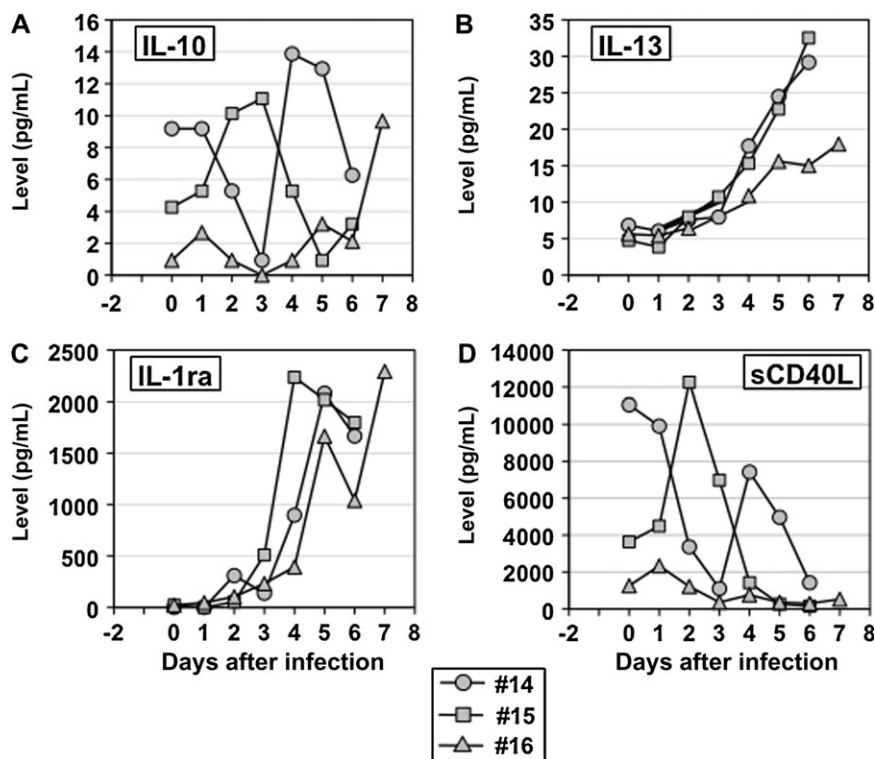 A
IL-10
Level (pg/mL)
16
14
12
10
8
6
4
2
0
-2 0 1 2 3 4 5 6 7 8
B
IL-13
Level (pg/mL)
35
30
25
20
15
10
5
0
-2 0 1 2 3 4 5 6 7 8
C
IL-1ra
Level (pg/mL)
2500
2000
1500
1000
500
0
-2 0 1 2 3 4 5 6 7 8
Days after infection
D
sCD40L
Level (pg/mL)
14000
12000
10000
8000
6000
4000
2000
0
-2 0 1 2 3 4 5 6 7 8
Days after infection
#14
#15
#16